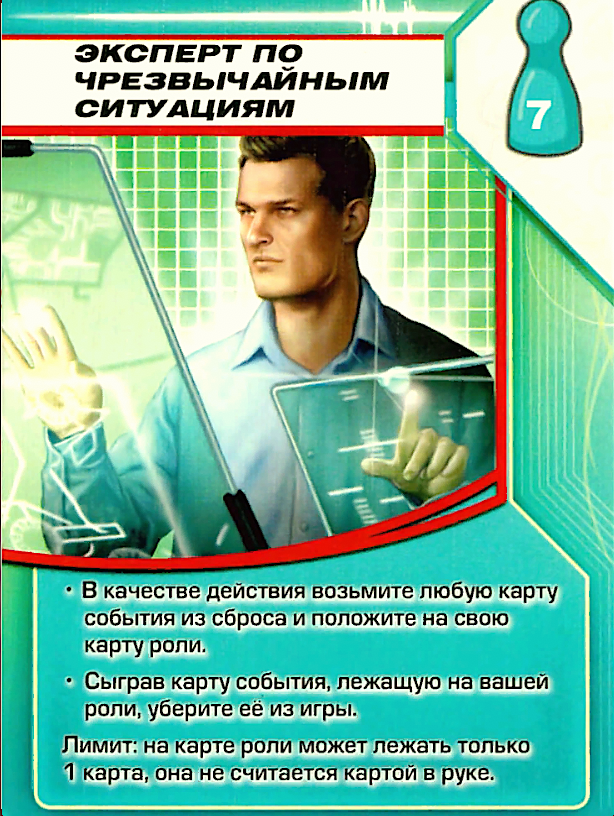 ЭКСПЕРТ ПО
ЧРЕЗВЫЧАЙНЫМ
СИТУАЦИЯМ
7
• В качестве действия возьмите любую карту
события из сброса и положите на свою
карту роли.
• Сыграв карту события, лежащую на вашей
роли, уберите её из игры.
Лимит: на карте роли может лежать только
1 карта, она не считается картой в руке.